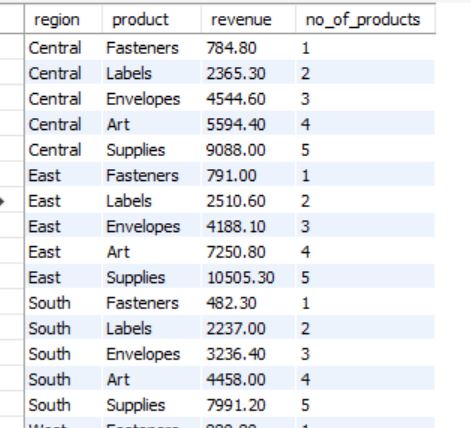 region product revenue no_of_products
Central Fasteners 784.80 1
Central Labels 2365.30 2
Central Envelopes 4544.60 3
Central Art 5594.40 4
Central Supplies 9088.00 5
East Fasteners 791.00 1
East Labels 2510.60 2
East Envelopes 4188.10 3
East Art 7250.80 4
East Supplies 10505.30 5
South Fasteners 482.30 1
South Labels 2237.00 2
South Envelopes 3236.40 3
South Art 4458.00 4
South Supplies 7991.20 5